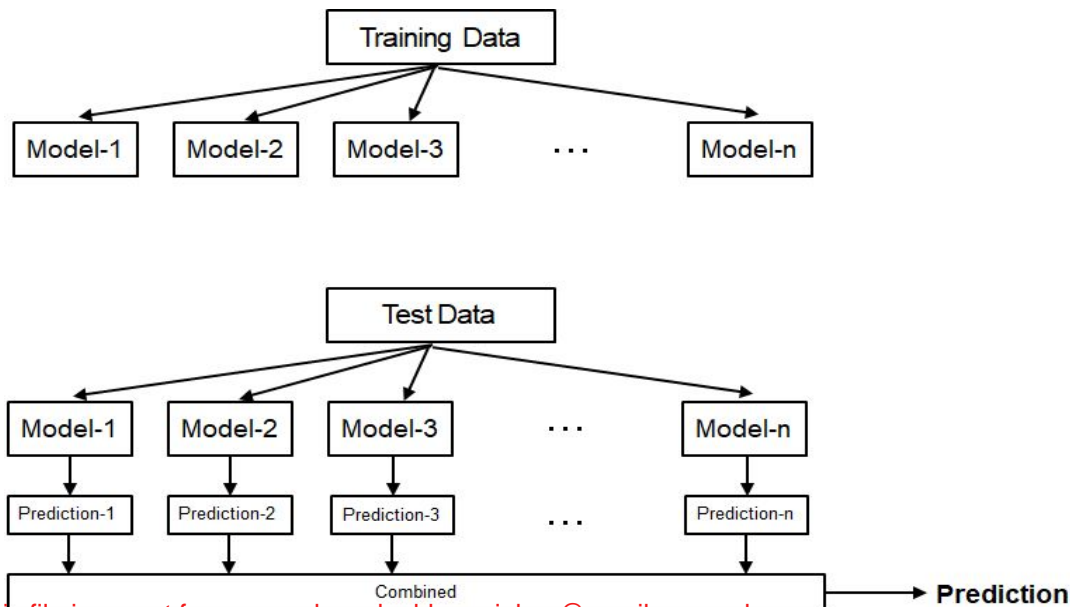 Training Data
Model-1 Model-2 Model-3 ... Model-n
Test Data
Model-1 Model-2 Model-3 ... Model-n
Prediction-1 Prediction-2 Prediction-3 ... Prediction-n
Combined
Prediction